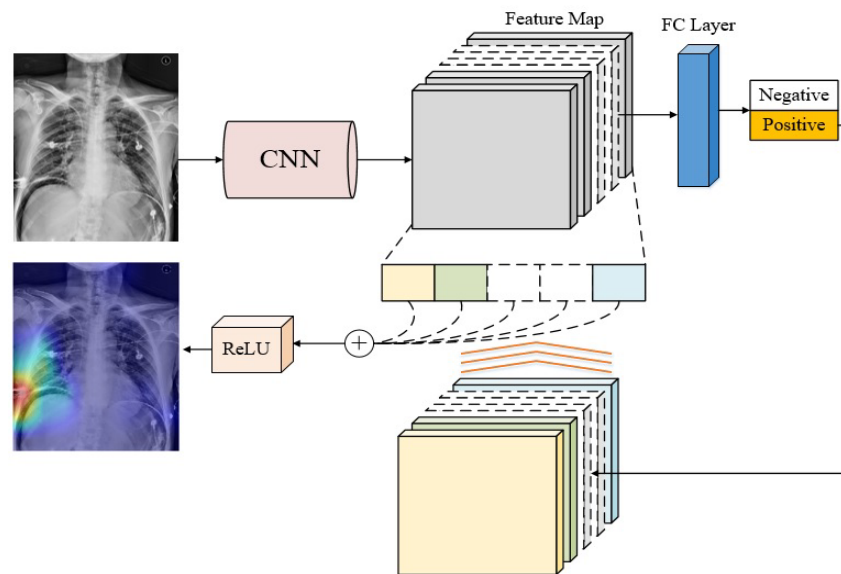 Feature Map
FC Layer
CNN
Negative
Positive
ReLU
+